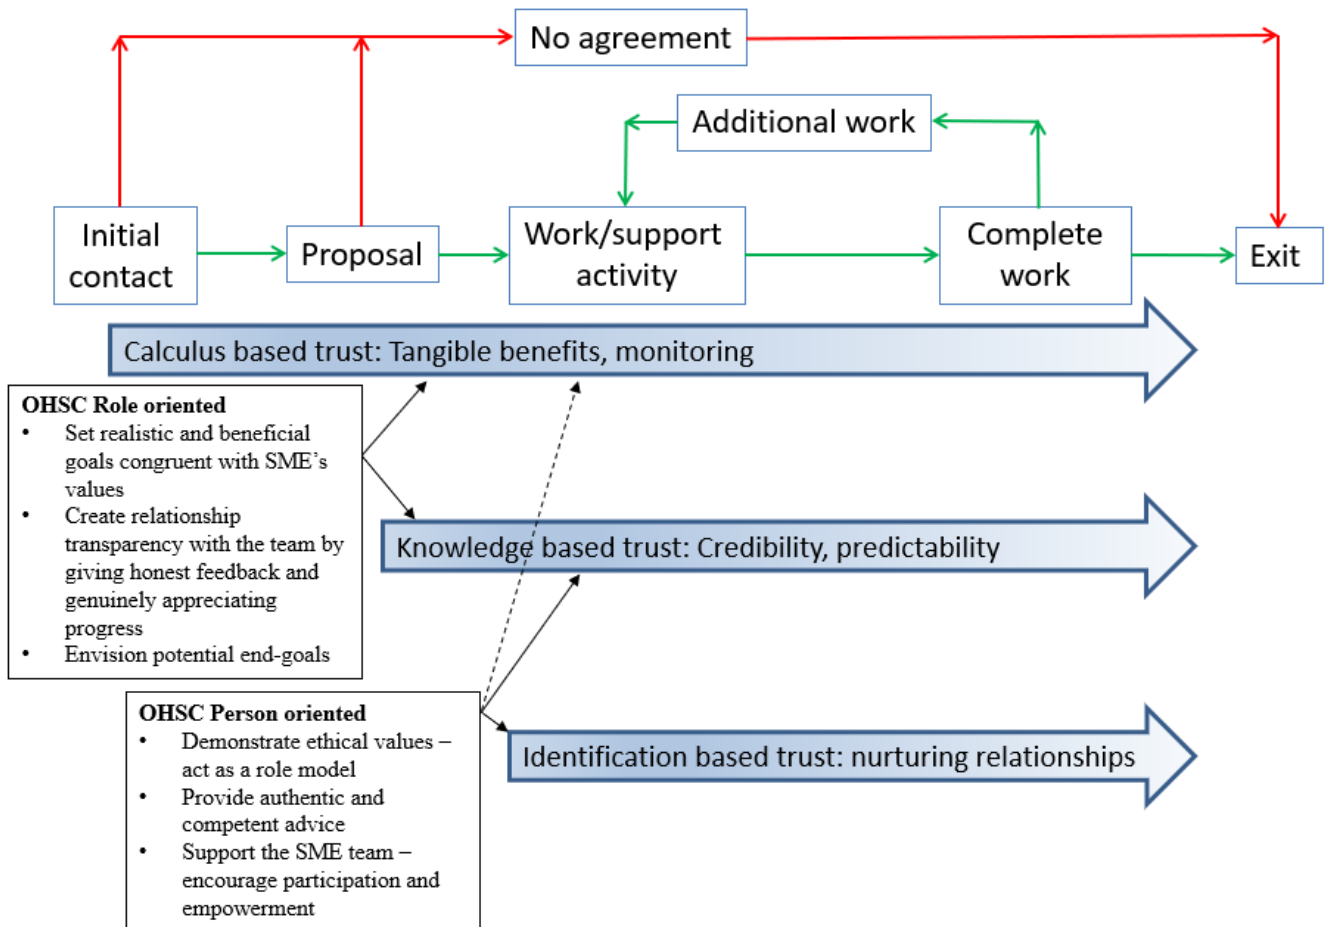 No agreement
Additional work
Initial
contact
Proposal
Work/support
activity
Complete
work
Exit
Calculus based trust: Tangible benefits, monitoring
OHSC Role oriented
• Set realistic and beneficial
goals congruent with SME's
values
• Create relationship
transparency with the team by
giving honest feedback and
genuinely appreciating
progress
• Envision potential end-goals
Knowledge based trust: Credibility, predictability
OHSC Person oriented
• Demonstrate ethical values –
act as a role model
• Provide authentic and
competent advice
• Support the SME team –
encourage participation and
empowerment
Identification based trust: nurturing relationships